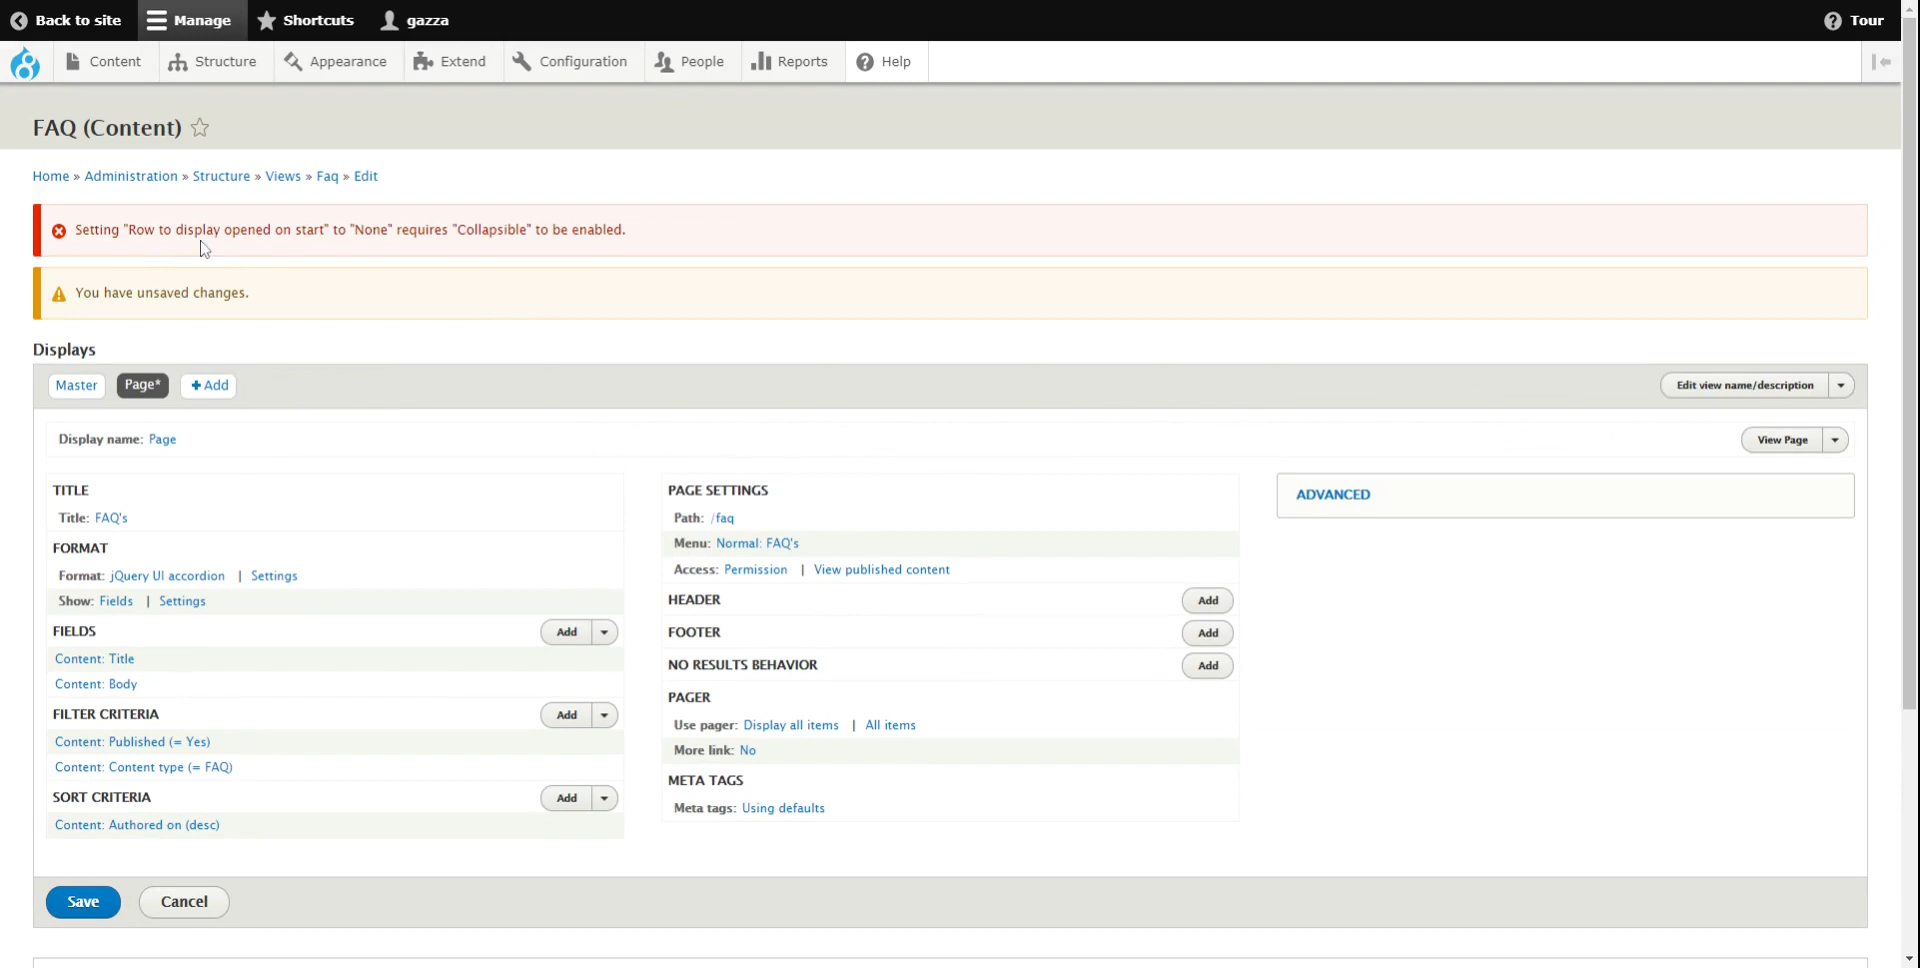 Back to site Manage Shortcuts gazza Tour
Content Structure Appearance Extend Configuration People Reports Help
FAQ (Content)
Home » Administration » Structure » Views » Faq » Edit
Setting "Row to display opened on start" to "None" requires "Collapsible" to be enabled.
You have unsaved changes.
Displays
Master Page* +Add Edit view name/description
Display name: Page View Page
TITLE
Title: FAQ's
FORMAT
Format: jQuery UI accordion | Settings
Show: Fields | Settings
FIELDS Add
Content: Title
Content: Body
FILTER CRITERIA Add
Content: Published (= Yes)
Content: Content type (= FAQ)
SORT CRITERIA Add
Content: Authored on (desc)
PAGE SETTINGS
Path: /faq
Menu: Normal: FAQ's
Access: Permission | View published content
HEADER Add
FOOTER Add
NO RESULTS BEHAVIOR Add
PAGER
Use pager: Display all items | All items
More link: No
META TAGS
Meta tags: Using defaults
ADVANCED
Save Cancel